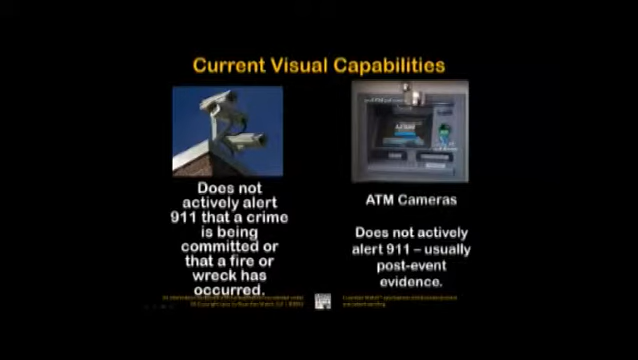 Current Visual Capabilities
Does not
actively alert
911 that a crime
is being
committed or
that a fire or
wreck has
occurred.
ATM Cameras
Does not actively
alert 911 – usually
post-event
evidence.